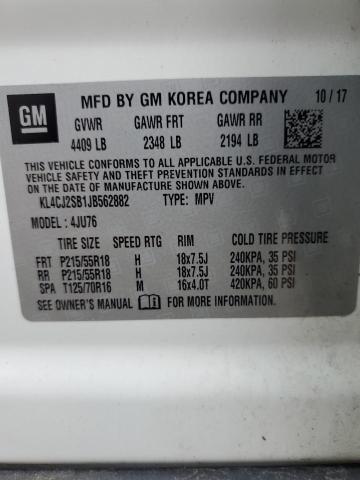 GM
MFD BY GM KOREA COMPANY 10/17
GVWR GAWR FRT GAWR RR
4409 LB 2348 LB 2194 LB
THIS VEHICLE CONFORMS TO ALL APPLICABLE U.S. FEDERAL MOTOR
VEHICLE SAFETY, BUMPER, AND THEFT PREVENTION STANDARDS IN
EFFECT ON THE DATE OF MANUFACTURE SHOWN ABOVE.
KL4CJ2SB1JB562882 TYPE: MPV
MODEL: 4JU76
TIRE SIZE SPEED RTG RIM COLD TIRE PRESSURE
FRT P215/55R18 H 18x7.5J 240KPA, 35 PSI
RR P215/55R18 H 18x7.5J 240KPA, 35 PSI
SPA T125/70R16 M 16x4.0T 420KPA, 60 PSI
SEE OWNER'S MANUAL FOR MORE INFORMATION.